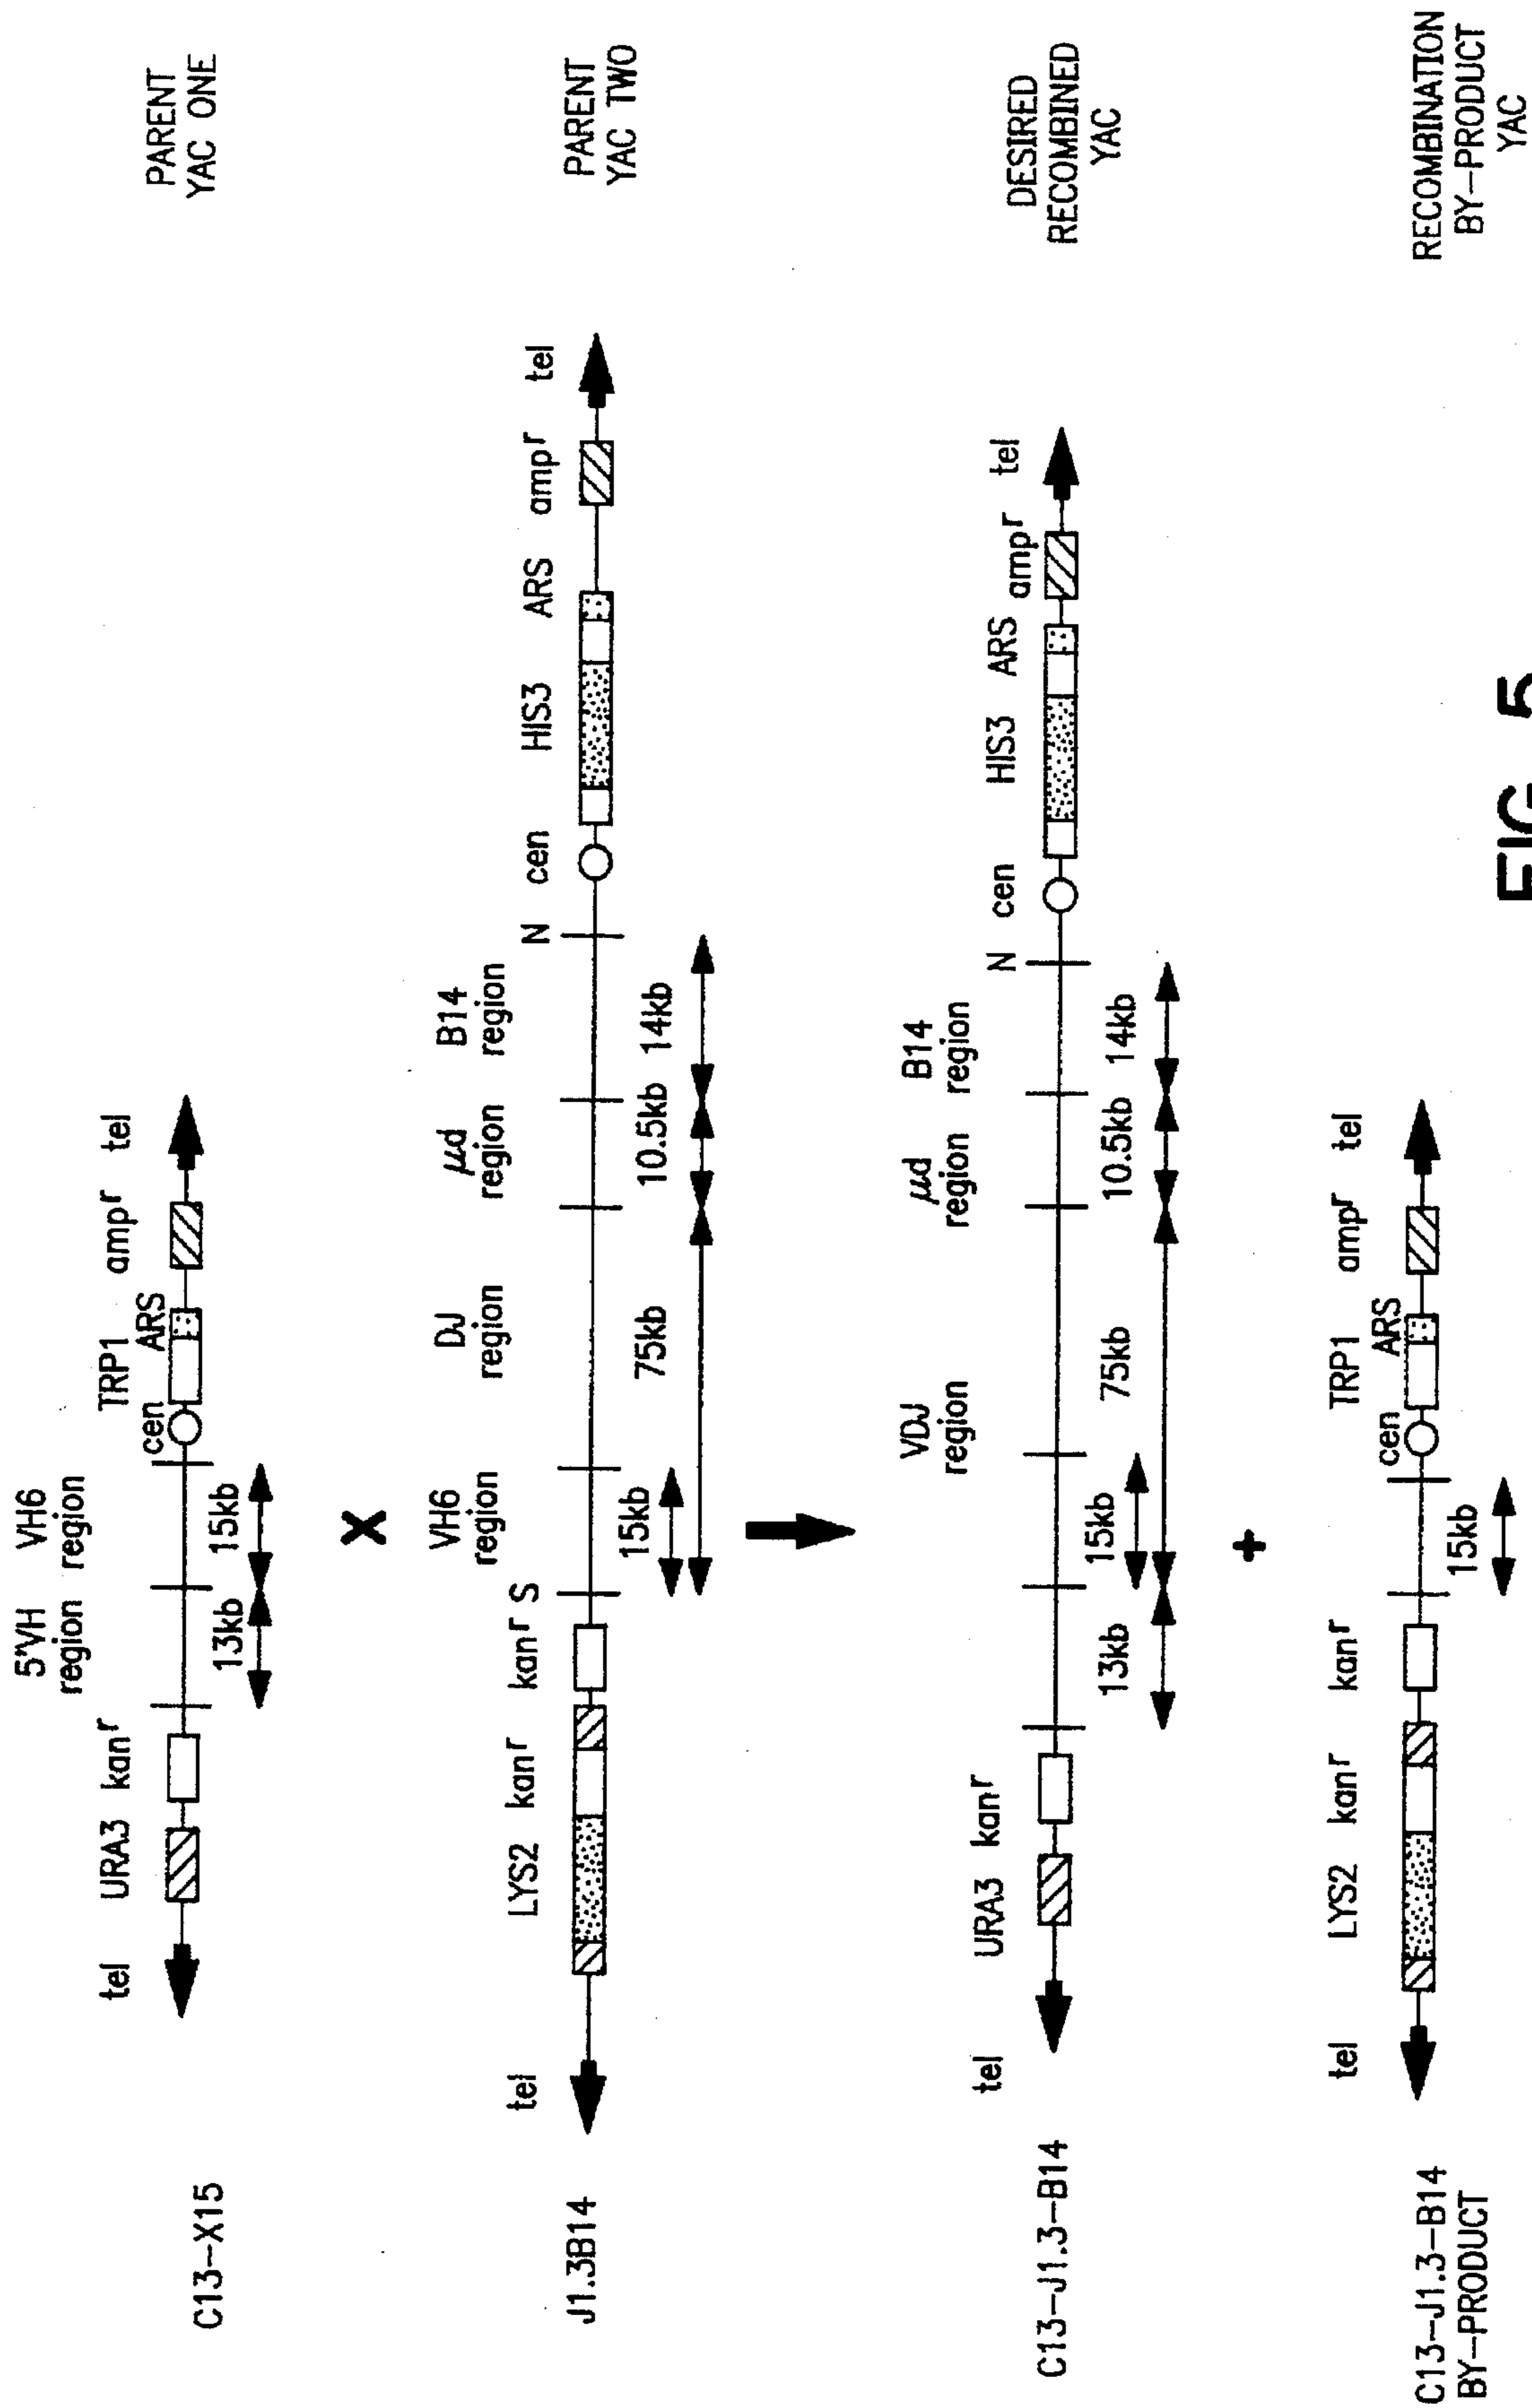 C13–X15
tel URA3 kanʳ
5'VH region
VH6 region
cen TRP1 ARS ampʳ tel
13kb 15kb
PARENT
YAC ONE
X
J1.3B14
tel LYS2 kanʳ kanʳ S
VH6 region
DJ region
μd region
B14 region
N cen HIS3 ARS ampʳ tel
15kb 75kb 10.5kb 14kb
PARENT
YAC TWO
C13–J1.3–B14
tel URA3 kanʳ
VDJ region
μd region
B14 region
N cen HIS3 ARS ampʳ tel
13kb 15kb 75kb 10.5kb 14kb
DESIRED
RECOMBINED
YAC
+
C13–J1.3–B14
BY–PRODUCT
tel LYS2 kanʳ kanʳ cen TRP1 ARS ampʳ tel
15kb
RECOMBINATION
BY–PRODUCT
YAC
FIG. 5